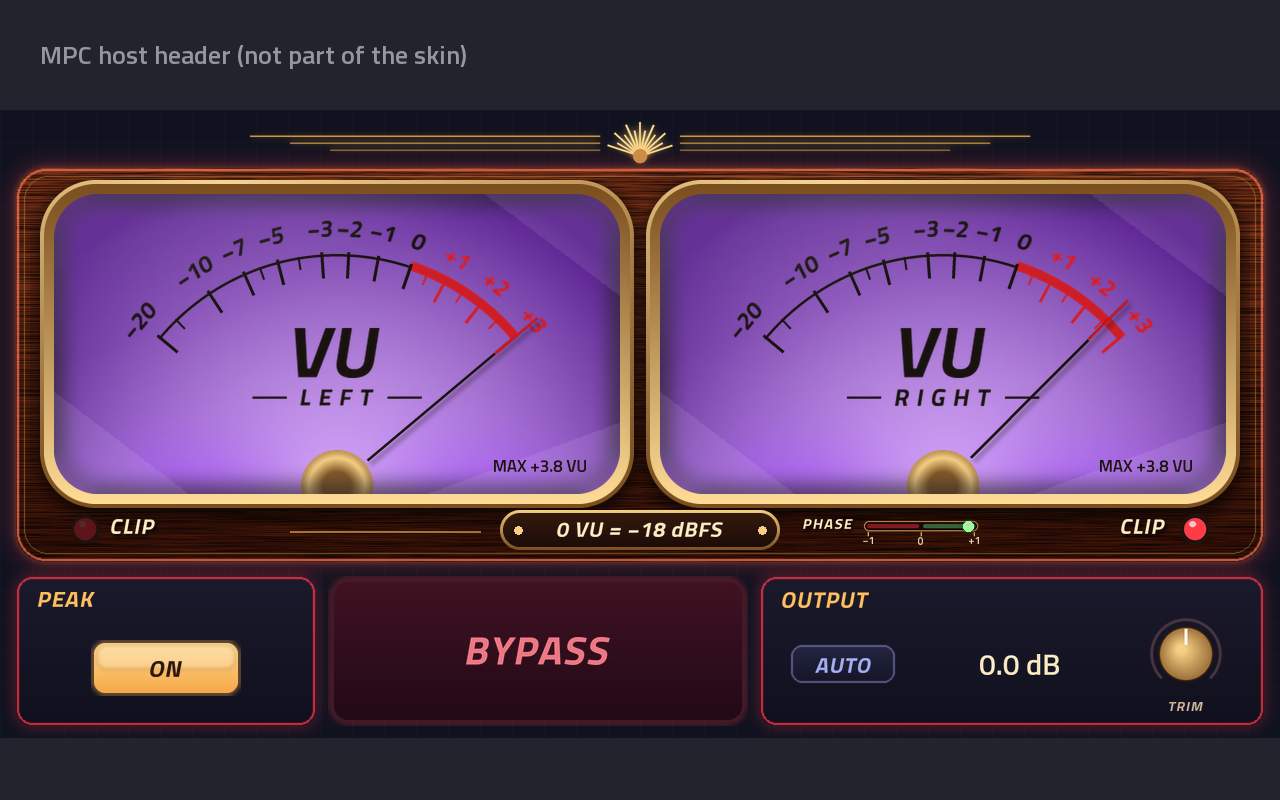 MPC host header (not part of the skin)
−20 −10 −7 −5 −3 −2 −1 0 +1 +2 +3
VU
LEFT
MAX +3.8 VU
−20 −10 −7 −5 −3 −2 −1 0 +1 +2 +3
VU
RIGHT
MAX +3.8 VU
CLIP
0 VU = −18 dBFS
PHASE
−1 0 +1
CLIP
PEAK
ON
BYPASS
OUTPUT
AUTO
0.0 dB
TRIM